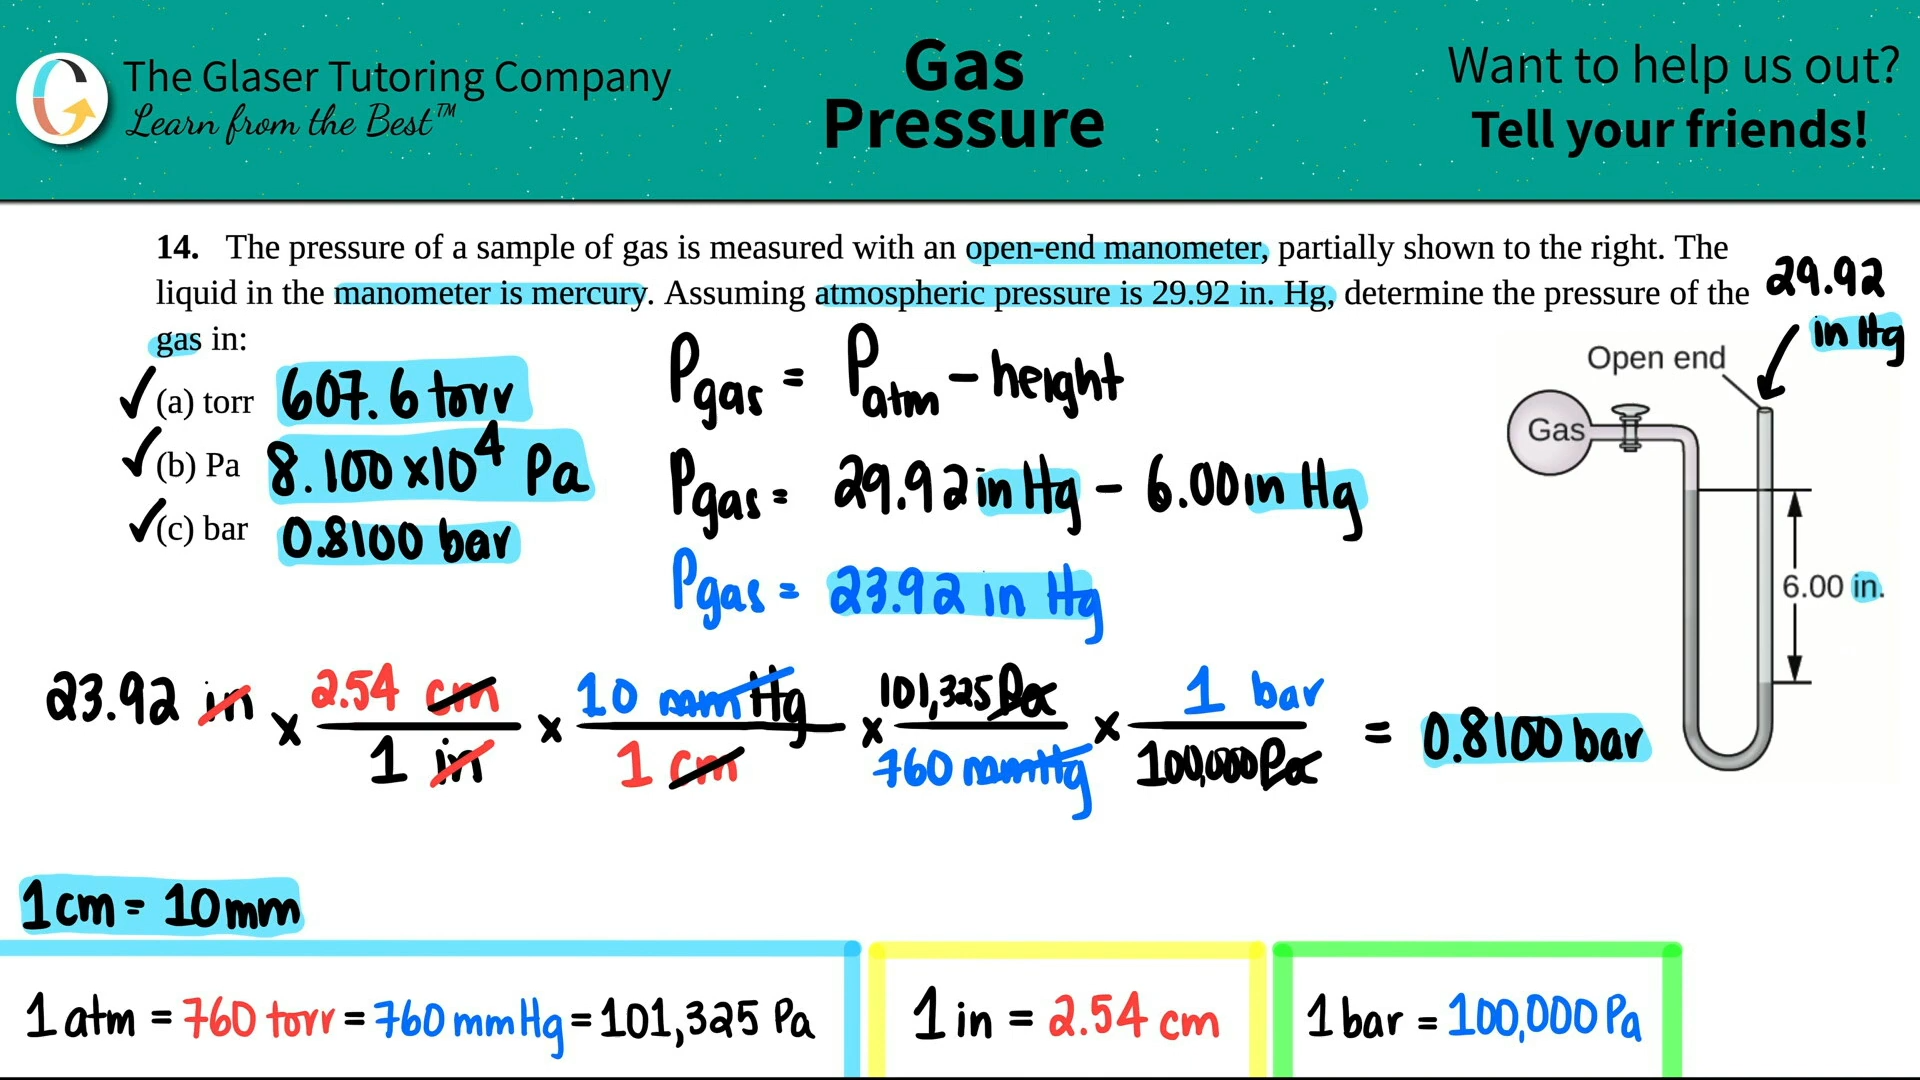 The Glaser Tutoring Company
Learn from the Best™
Gas
Pressure
Want to help us out?
Tell your friends!
14. The pressure of a sample of gas is measured with an open-end manometer, partially shown to the right. The
liquid in the manometer is mercury. Assuming atmospheric pressure is 29.92 in. Hg, determine the pressure of the
gas in:
29.92
in Hg
✓(a) torr 607.6 torr
✓(b) Pa 8.100 x 10⁴ Pa
✓(c) bar 0.8100 bar
Pgas = Patm - height
Pgas = 29.92 in Hg - 6.00 in Hg
Pgas = 23.92 in Hg
Open end
Gas
6.00 in.
23.92 in x 2.54 cm / 1 in x 10 mmHg / 1 cm x 101,325 Pa / 760 mmHg x 1 bar / 100,000 Pa = 0.8100 bar
1 cm = 10 mm
1 atm = 760 torr = 760 mmHg = 101,325 Pa
1 in = 2.54 cm
1 bar = 100,000 Pa